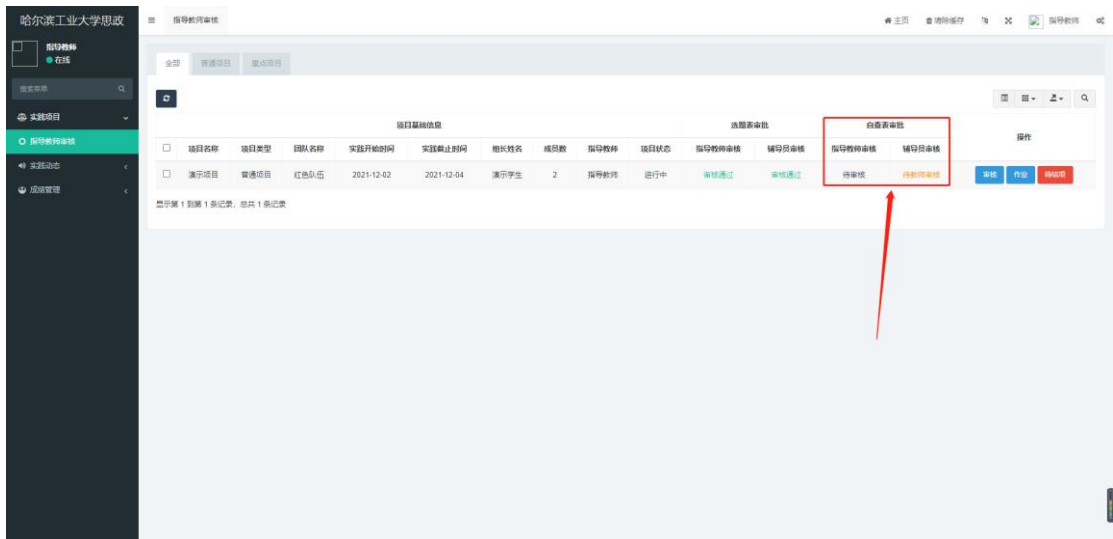 哈尔滨工业大学思政
指导教师审核
主页 清除缓存 指导教师
指导教师
在线
搜索菜单
全部 普通项目 重点项目
实践项目
指导教师审核
实践动态
成绩管理
项目基础信息 选题表审批 自查表审批 操作
项目名称 项目类型 团队名称 实践开始时间 实践截止时间 组长姓名 成员数 指导教师 项目状态 指导教师审核 辅导员审核 指导教师审核 辅导员审核
演示项目 普通项目 红色队伍 2021-12-02 2021-12-04 演示学生 2 指导教师 进行中 审核通过 审核通过 待审核 待教师审核 审核 作业
显示第 1 到第 1 条记录，总共 1 条记录